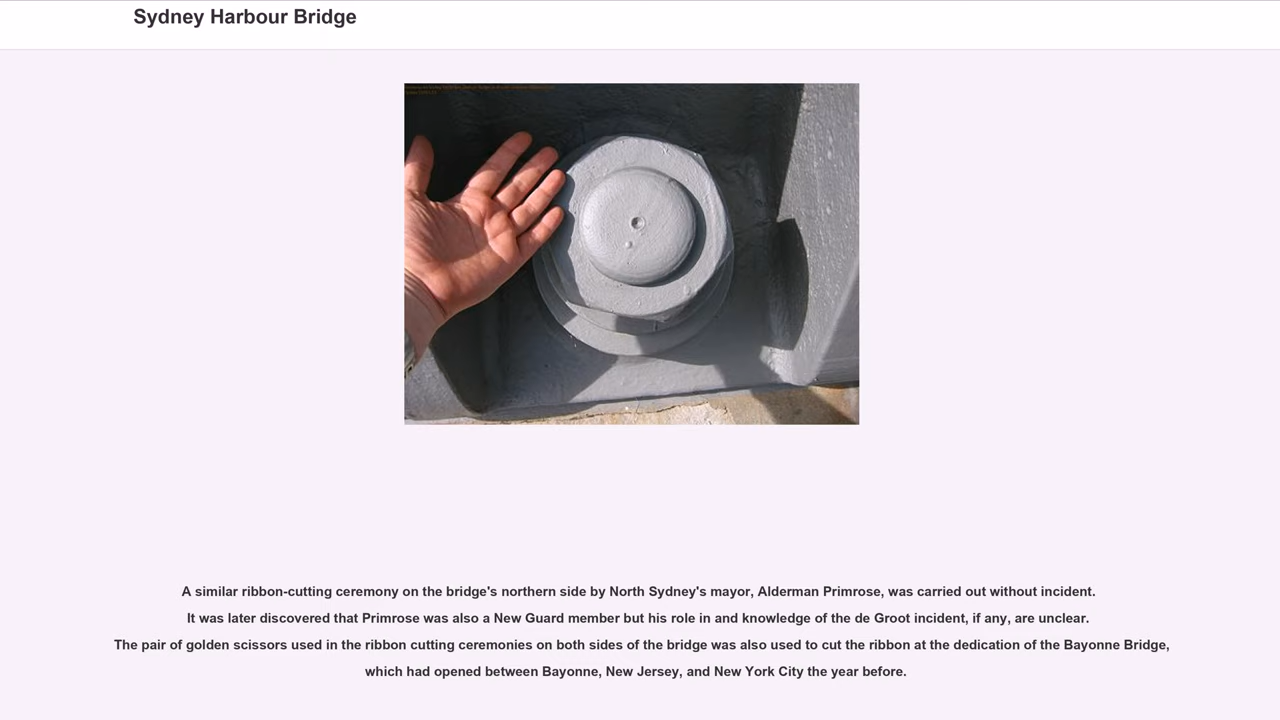 Sydney Harbour Bridge
A similar ribbon-cutting ceremony on the bridge's northern side by North Sydney's mayor, Alderman Primrose, was carried out without incident.
It was later discovered that Primrose was also a New Guard member but his role in and knowledge of the de Groot incident, if any, are unclear.
The pair of golden scissors used in the ribbon cutting ceremonies on both sides of the bridge was also used to cut the ribbon at the dedication of the Bayonne Bridge,
which had opened between Bayonne, New Jersey, and New York City the year before.